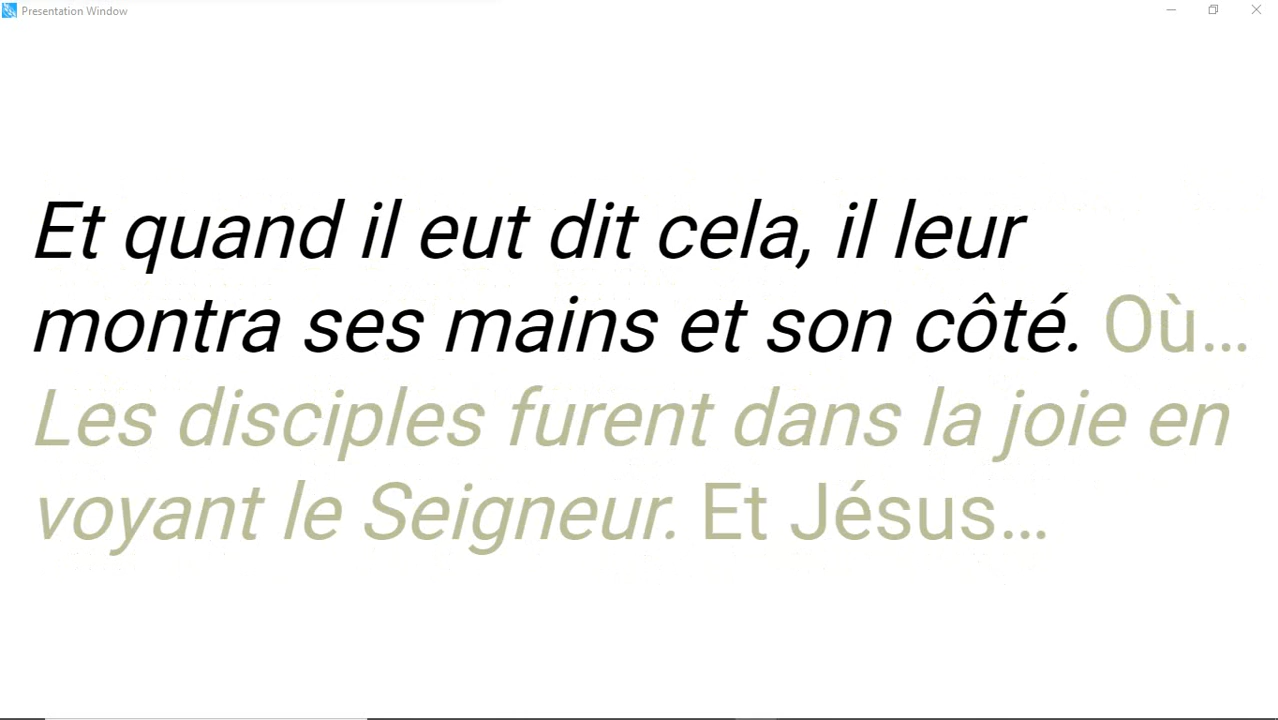 Presentation Window
Et quand il eut dit cela, il leur
montra ses mains et son côté. Où…
Les disciples furent dans la joie en
voyant le Seigneur. Et Jésus…